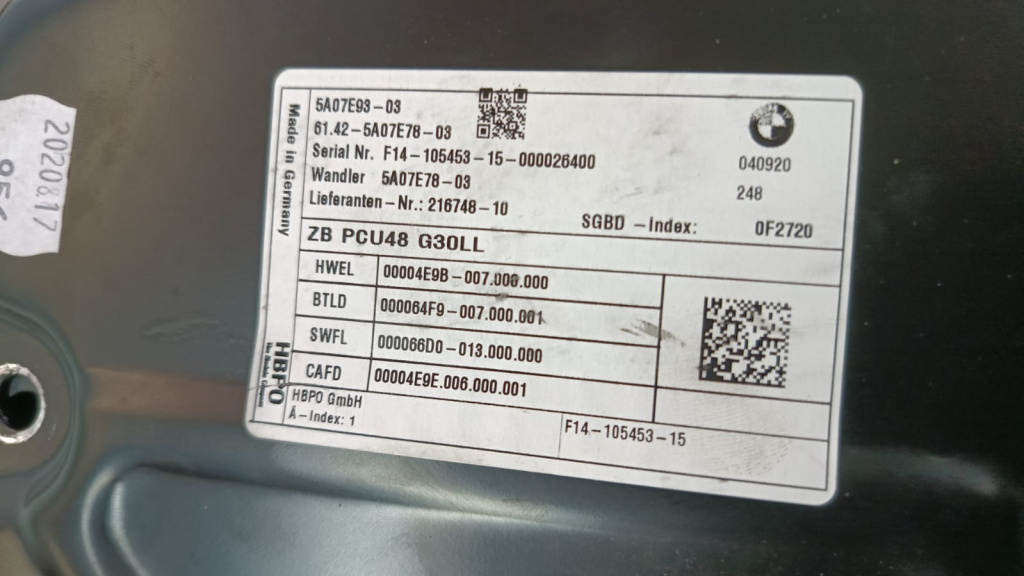 2020817
Made in Germany
5A07E93-03
61.42-5A07E78-03
Serial Nr. F14-105453-15-000026400
Wandler 5A07E78-03
Lieferanten-Nr.: 216748-10
040920
248
SGBD -Index: 0F2720
ZB PCU48 G30LL
HWEL 00004E9B-007.006.000
BTLD 000064F9-007.000.001
SWFL 000066D0-013.000.000
CAFD 00004E9E.006.000.001
HBPO
HBPO GmbH
A-Index: 1
F14-105453-15